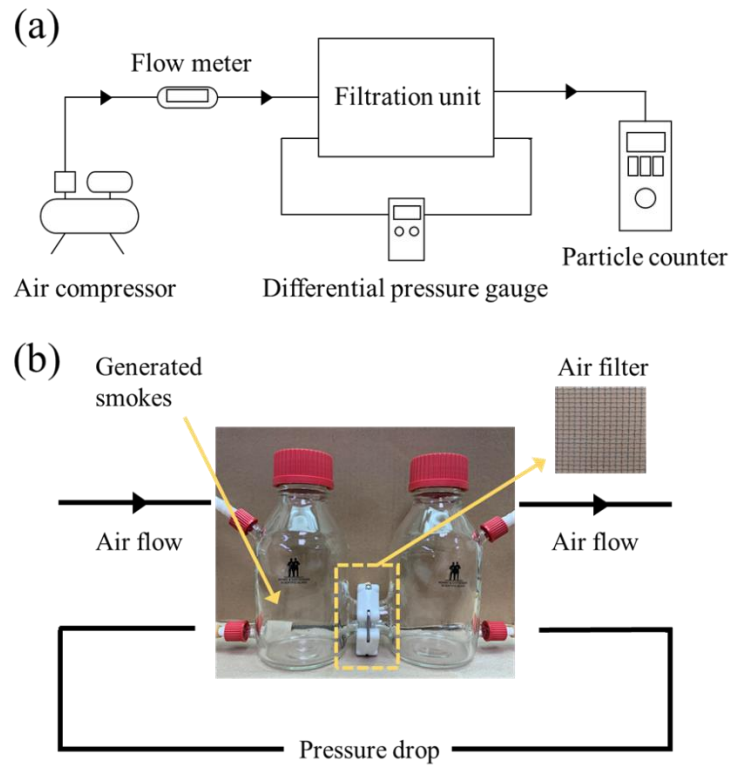 (a)
Flow meter
Filtration unit
Air compressor
Differential pressure gauge
Particle counter
(b)
Generated
smokes
Air filter
Air flow
Air flow
Pressure drop